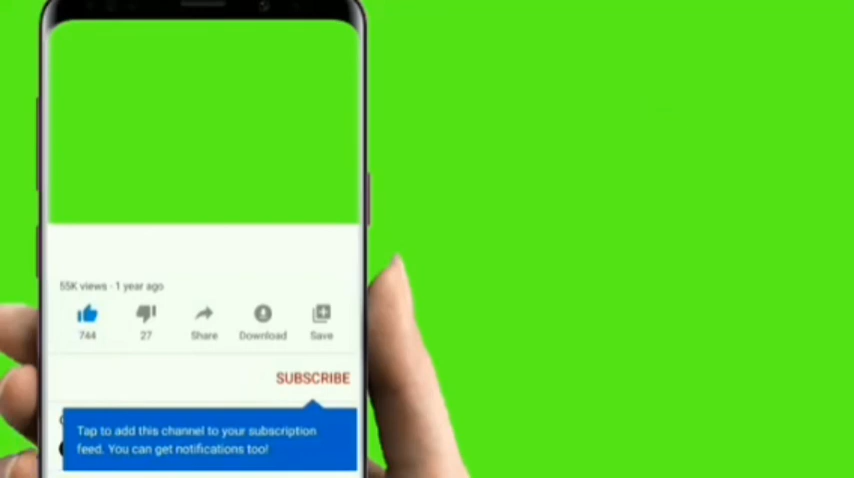 55K views · 1 year ago
744
27
Share
Download
Save
SUBSCRIBE
Tap to add this channel to your subscription
feed. You can get notifications too!